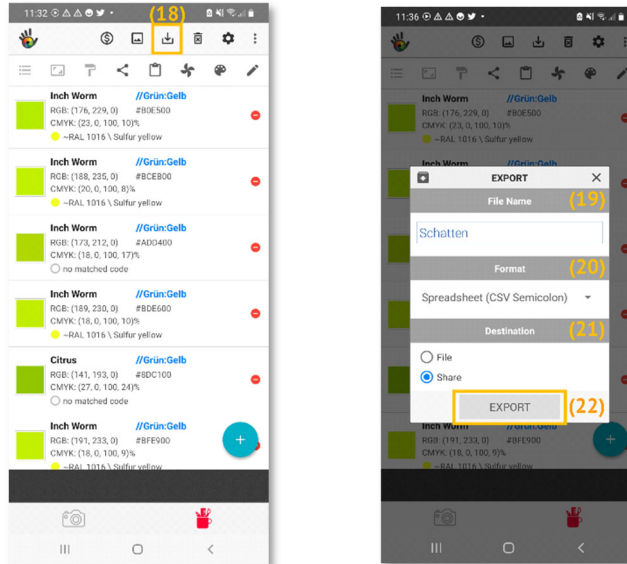 11:32
(18)
Inch Worm //Grün:Gelb
RGB: (176, 229, 0) #B0E500
CMYK: (23, 0, 100, 10)%
~RAL 1016 \ Sulfur yellow
Inch Worm //Grün:Gelb
RGB: (188, 235, 0) #BCEB00
CMYK: (20, 0, 100, 8)%
~RAL 1016 \ Sulfur yellow
Inch Worm //Grün:Gelb
RGB: (173, 212, 0) #ADD400
CMYK: (18, 0, 100, 17)%
no matched code
Inch Worm //Grün:Gelb
RGB: (189, 230, 0) #BDE600
CMYK: (18, 0, 100, 10)%
~RAL 1016 \ Sulfur yellow
Citrus //Grün:Gelb
RGB: (141, 193, 0) #8DC100
CMYK: (27, 0, 100, 24)%
no matched code
Inch Worm //Grün:Gelb
RGB: (191, 233, 0) #BFE900
CMYK: (18, 0, 100, 9)%
~RAL 1016 \ Sulfur yellow
11:36
Inch Worm //Grün:Gelb
RGB: (176, 229, 0) #B0E500
CMYK: (23, 0, 100, 10)%
~RAL 1016 \ Sulfur yellow
Inch Worm //Grün:Gelb
EXPORT
File Name (19)
Schatten
Format (20)
Spreadsheet (CSV Semicolon)
Destination (21)
File
Share
EXPORT (22)
Inch Worm //Grün:Gelb
RGB: (191, 233, 0) #BFE900
CMYK: (18, 0, 100, 9)%
~RAL 1016 \ Sulfur yellow